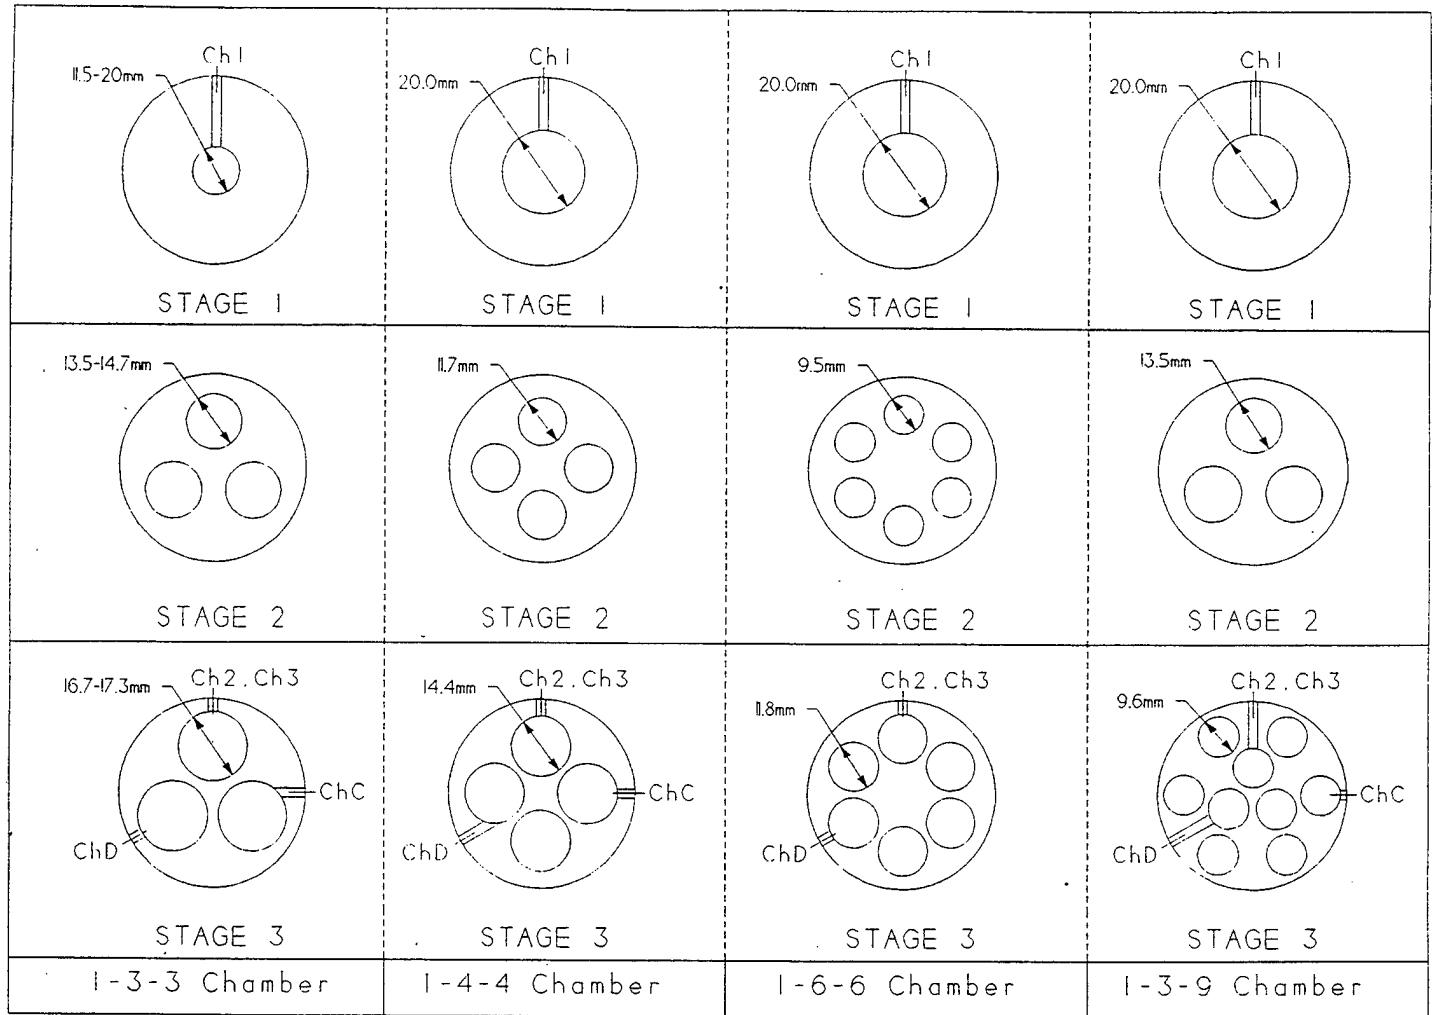 Ch1 Ch1 Ch1 Ch1
11.5-20mm 20.0mm 20.0mm 20.0mm
STAGE 1 STAGE 1 STAGE 1 STAGE 1
13.5-14.7mm 11.7mm 9.5mm 13.5mm
STAGE 2 STAGE 2 STAGE 2 STAGE 2
Ch2.Ch3 Ch2.Ch3 Ch2.Ch3 Ch2.Ch3
16.7-17.3mm 14.4mm 11.8mm 9.6mm
ChC ChC ChC
ChD ChD ChD ChD
STAGE 3 STAGE 3 STAGE 3 STAGE 3
1-3-3 Chamber 1-4-4 Chamber 1-6-6 Chamber 1-3-9 Chamber